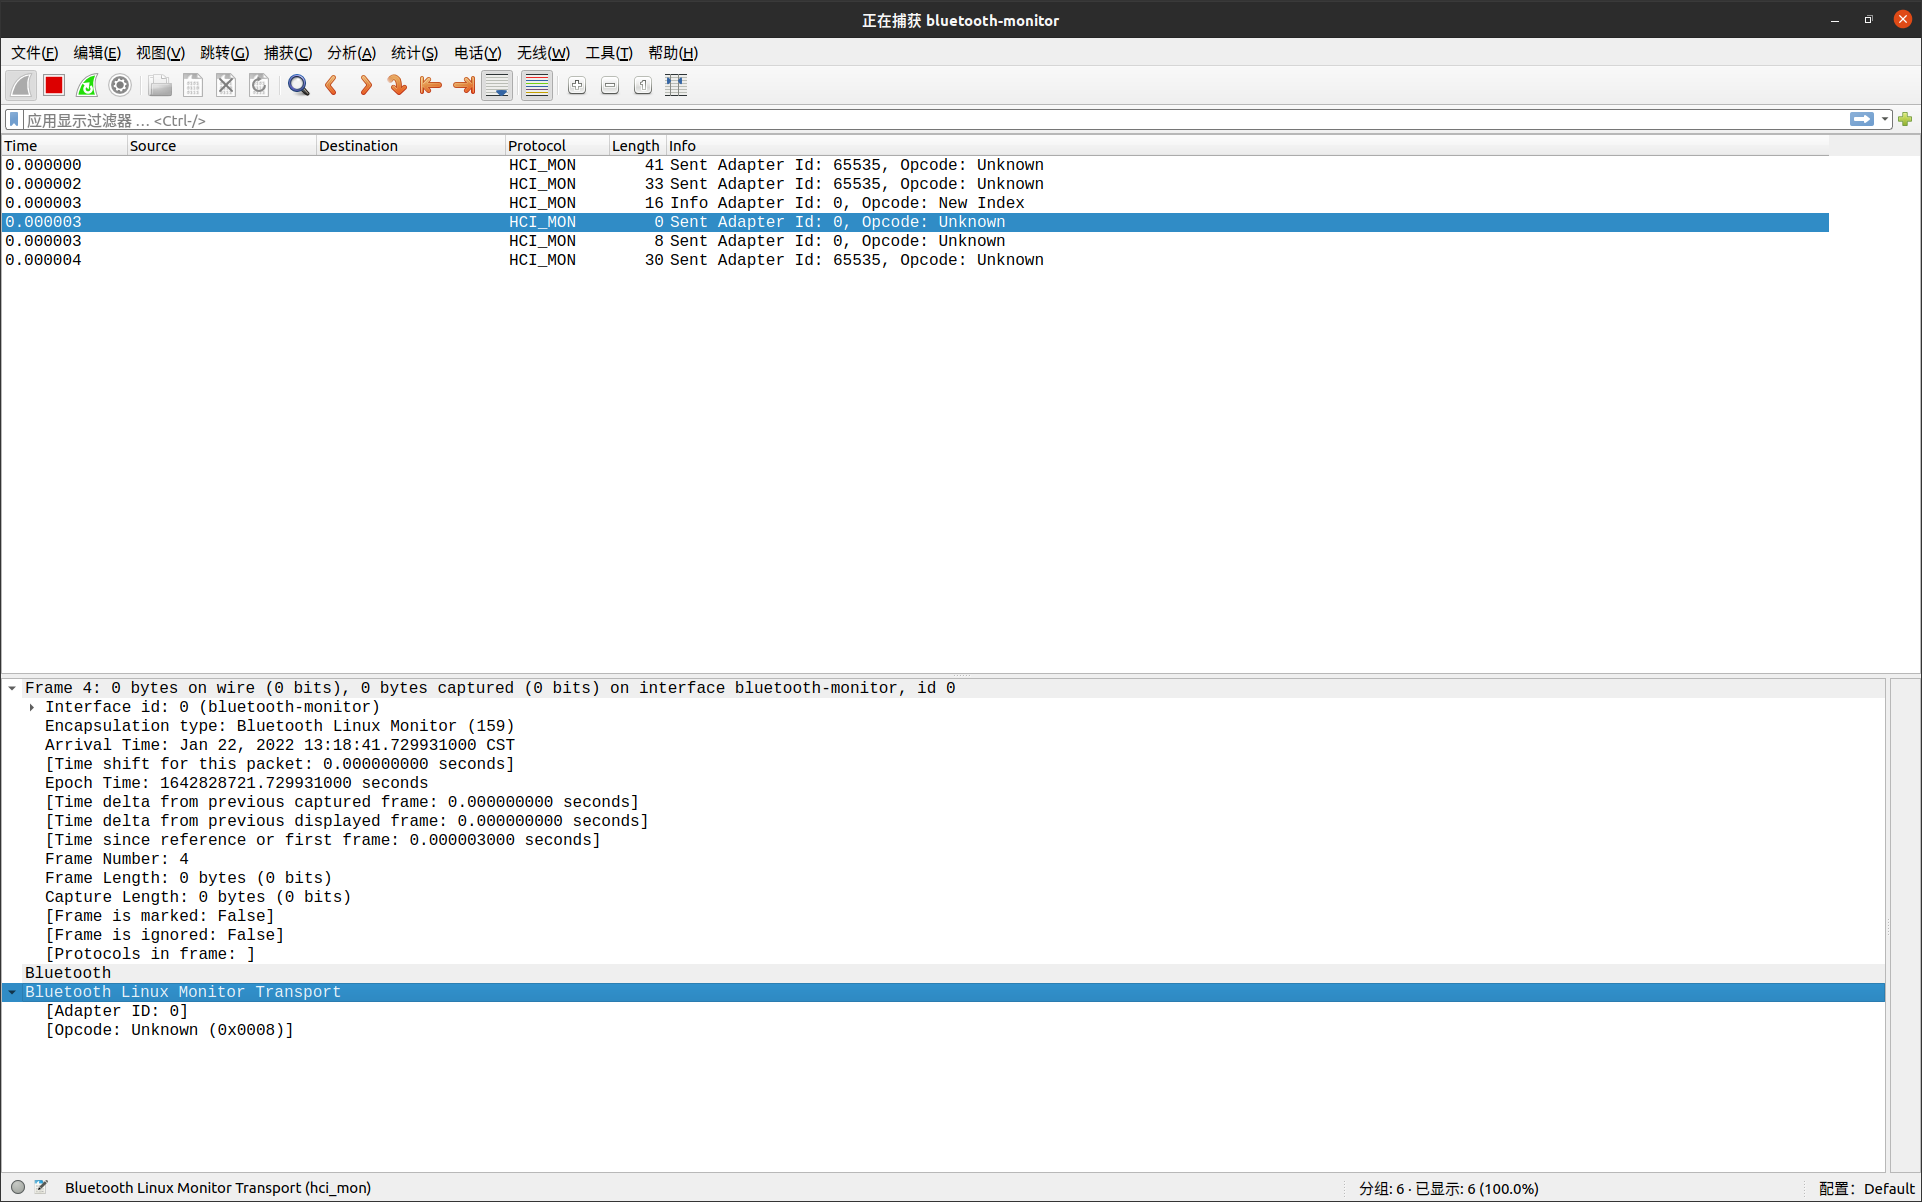 正在捕获 bluetooth-monitor
文件(F) 编辑(E) 视图(V) 跳转(G) 捕获(C) 分析(A) 统计(S) 电话(Y) 无线(W) 工具(T) 帮助(H)
应用显示过滤器 … <Ctrl-/>
Time Source Destination Protocol Length Info
0.000000 HCI_MON 41 Sent Adapter Id: 65535, Opcode: Unknown
0.000002 HCI_MON 33 Sent Adapter Id: 65535, Opcode: Unknown
0.000003 HCI_MON 16 Info Adapter Id: 0, Opcode: New Index
0.000003 HCI_MON 0 Sent Adapter Id: 0, Opcode: Unknown
0.000003 HCI_MON 8 Sent Adapter Id: 0, Opcode: Unknown
0.000004 HCI_MON 30 Sent Adapter Id: 65535, Opcode: Unknown
Frame 4: 0 bytes on wire (0 bits), 0 bytes captured (0 bits) on interface bluetooth-monitor, id 0
Interface id: 0 (bluetooth-monitor)
Encapsulation type: Bluetooth Linux Monitor (159)
Arrival Time: Jan 22, 2022 13:18:41.729931000 CST
[Time shift for this packet: 0.000000000 seconds]
Epoch Time: 1642828721.729931000 seconds
[Time delta from previous captured frame: 0.000000000 seconds]
[Time delta from previous displayed frame: 0.000000000 seconds]
[Time since reference or first frame: 0.000003000 seconds]
Frame Number: 4
Frame Length: 0 bytes (0 bits)
Capture Length: 0 bytes (0 bits)
[Frame is marked: False]
[Frame is ignored: False]
[Protocols in frame: ]
Bluetooth
Bluetooth Linux Monitor Transport
[Adapter ID: 0]
[Opcode: Unknown (0x0008)]
Bluetooth Linux Monitor Transport (hci_mon) 分组: 6 · 已显示: 6 (100.0%) 配置: Default